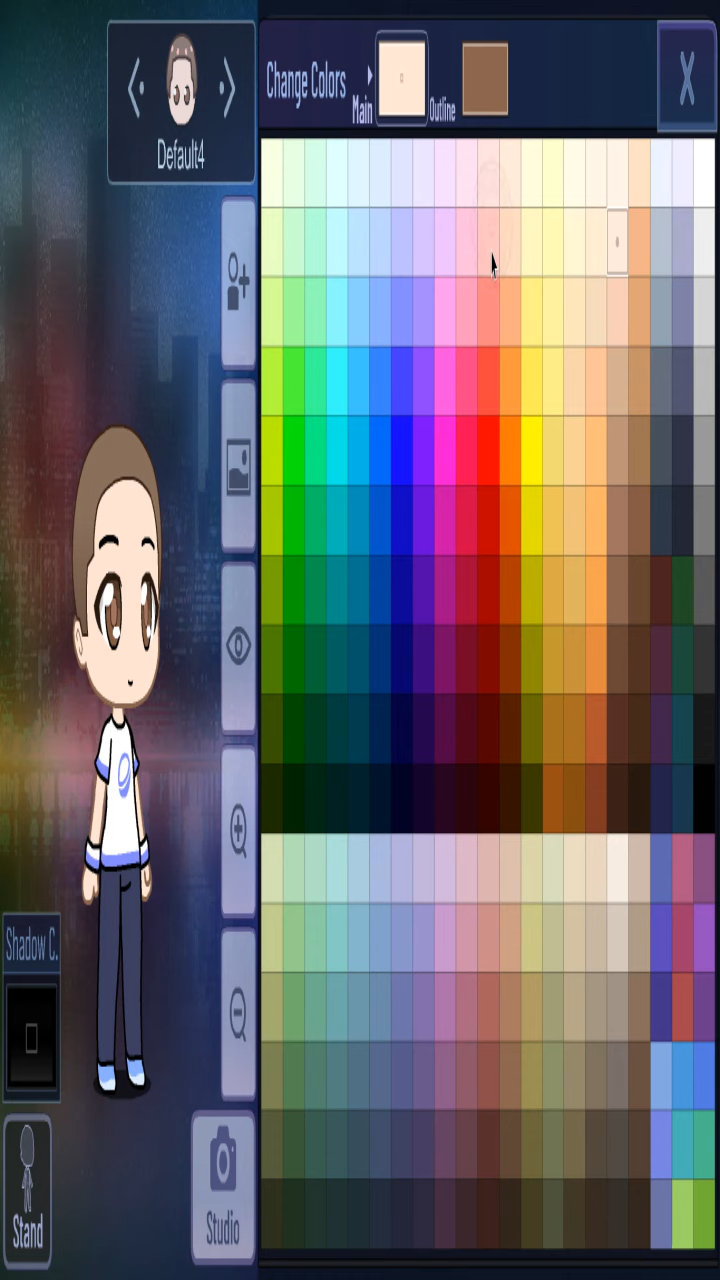 Default4
Change Colors
Main
Outline
X
Shadow C.
Stand
Studio